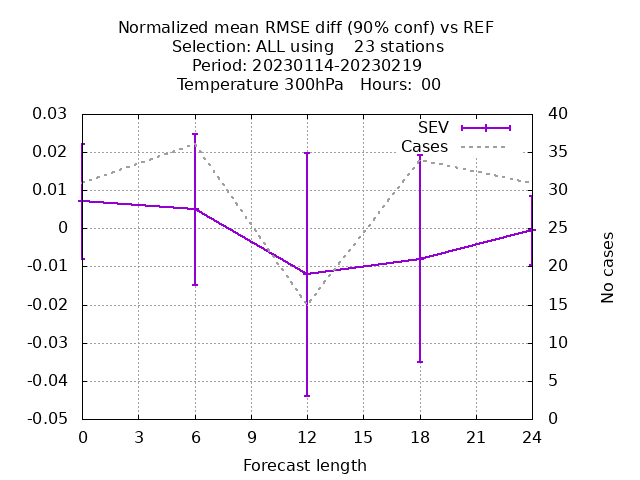 Normalized mean RMSE diff (90% conf) vs REF
Selection: ALL using    23 stations
Period: 20230114-20230219
Temperature 300hPa   Hours:  00
0.03
0.02
0.01
0
-0.01
-0.02
-0.03
-0.04
-0.05
SEV
Cases
40
35
30
25
20
15
10
5
0
No cases
0 3 6 9 12 15 18 21 24
Forecast length